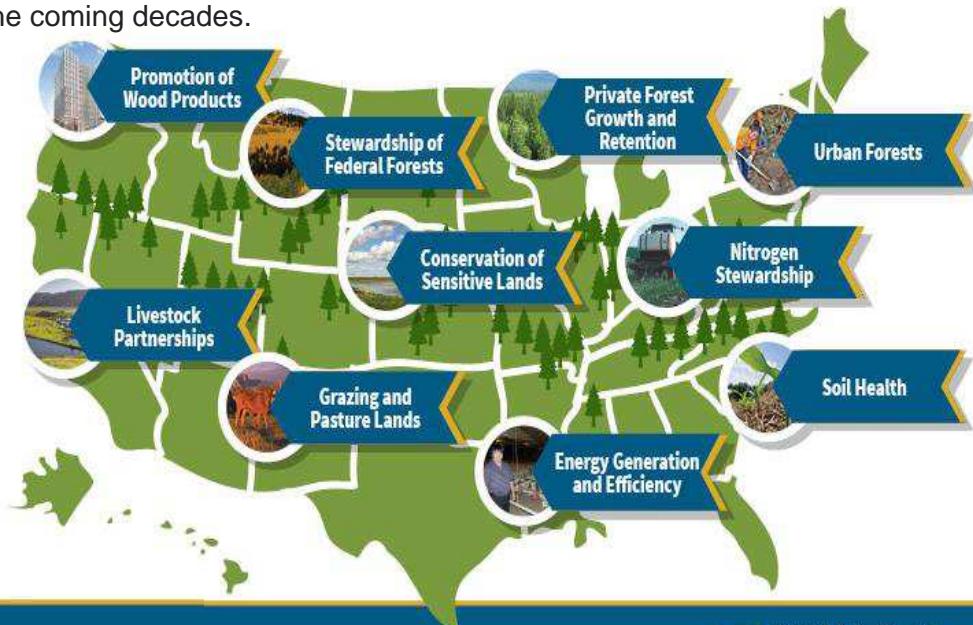 ne coming decades.
Promotion of
Wood Products
Stewardship of
Federal Forests
Private Forest
Growth and
Retention
Urban Forests
Conservation of
Sensitive Lands
Nitrogen
Stewardship
Livestock
Partnerships
Grazing and
Pasture Lands
Soil Health
Energy Generation
and Efficiency